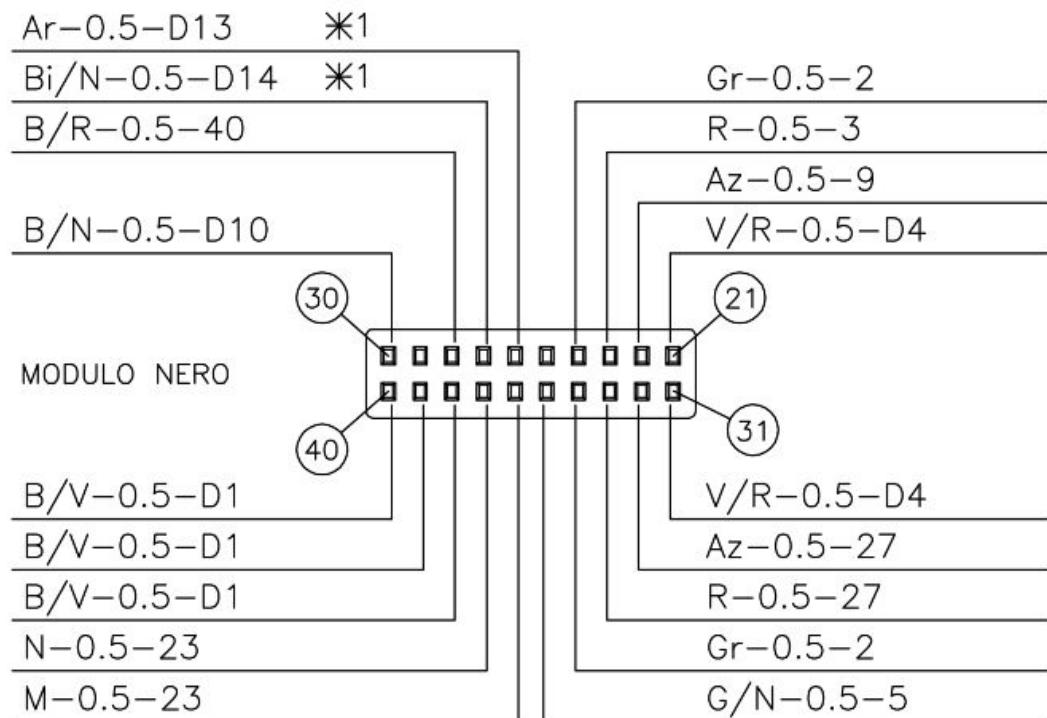 Ar-0.5-D13 ✳1
Bi/N-0.5-D14 ✳1
B/R-0.5-40
B/N-0.5-D10
Gr-0.5-2
R-0.5-3
Az-0.5-9
V/R-0.5-D4
30
21
MODULO NERO
40
31
B/V-0.5-D1
B/V-0.5-D1
B/V-0.5-D1
N-0.5-23
M-0.5-23
V/R-0.5-D4
Az-0.5-27
R-0.5-27
Gr-0.5-2
G/N-0.5-5